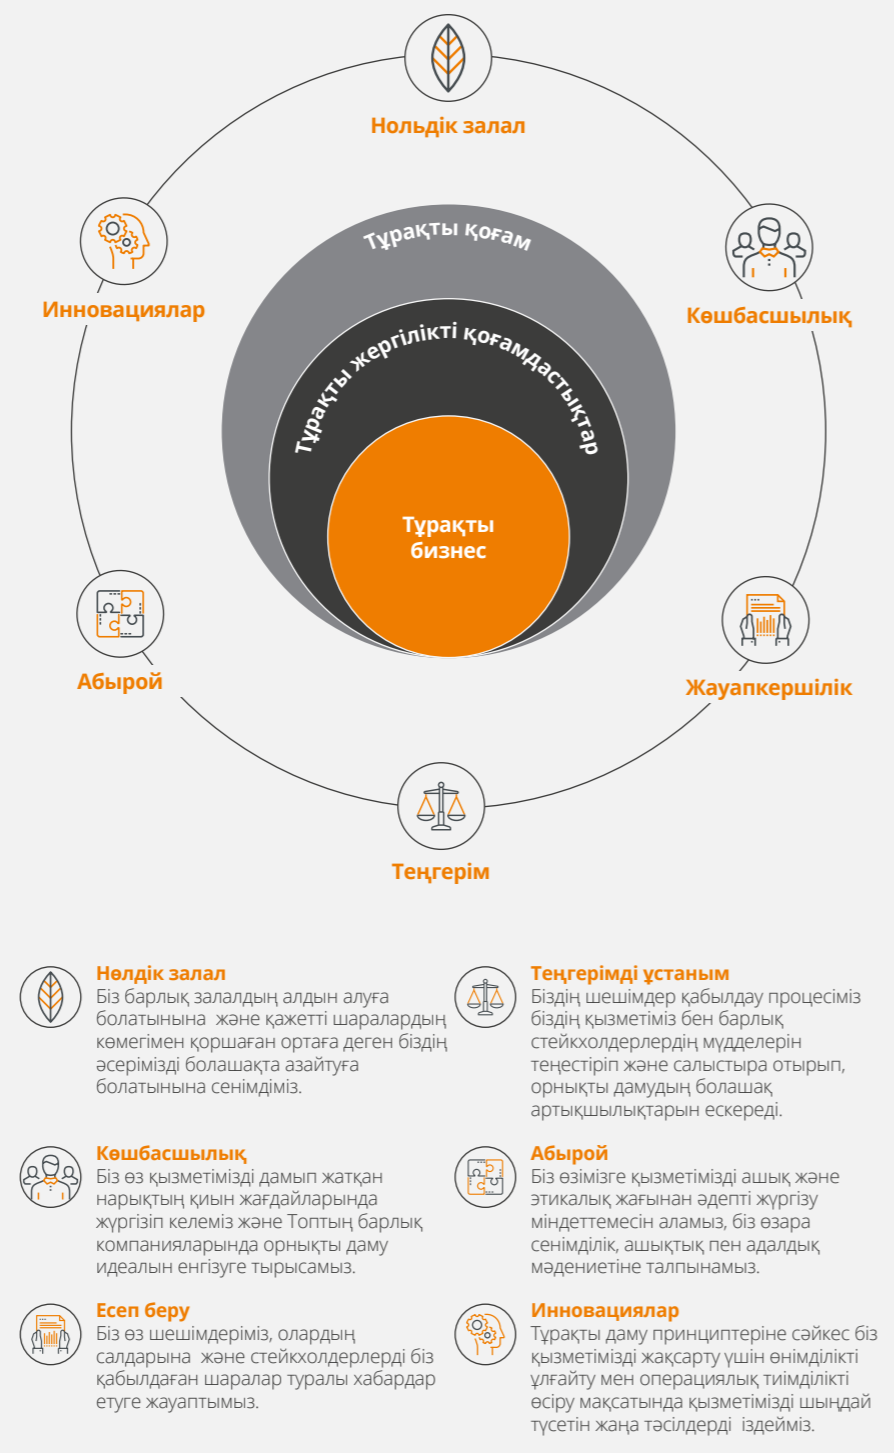 Нольдік залал
Тұрақты қоғам
Инновациялар
Көшбасшылық
Тұрақты жергілікті қоғамдастықтар
Тұрақты
бизнес
Абырой
Жауапкершілік
Теңгерім
Нөлдік залал
Біз барлық залалдың алдын алуға
болатынына және қажетті шаралардың
көмегімен қоршаған ортаға деген біздің
әсерімізді болашақта азайтуға
болатынына сенімдіміз.
Теңгерімді ұстаным
Біздің шешімдер қабылдау процесіміз
біздің қызметіміз бен барлық
стейкхолдерлердің мүдделерін
теңестіріп және салыстыра отырып,
орнықты дамудың болашақ
артықшылықтарын ескереді.
Көшбасшылық
Біз өз қызметімізді дамып жатқан
нарықтың қиын жағдайларында
жүргізіп келеміз және Топтың барлық
компанияларында орнықты даму
идеалын енгізуге тырысамыз.
Абырой
Біз өзімізге қызметімізді ашық және
этикалық жағынан әдепті жүргізу
міндеттемесін аламыз, біз өзара
сенімділік, ашықтық пен адалдық
мәдениетіне талпынамыз.
Есеп беру
Біз өз шешімдеріміз, олардың
салдарына және стейкхолдерлерді біз
қабылдаған шаралар туралы хабардар
етуге жауаптымыз.
Инновациялар
Тұрақты даму принциптеріне сәйкес біз
қызметімізді жақсарту үшін өнімділікті
ұлғайту мен операциялық тиімділікті
өсіру мақсатында қызметімізді шыңдай
түсетін жаңа тәсілдерді іздейміз.